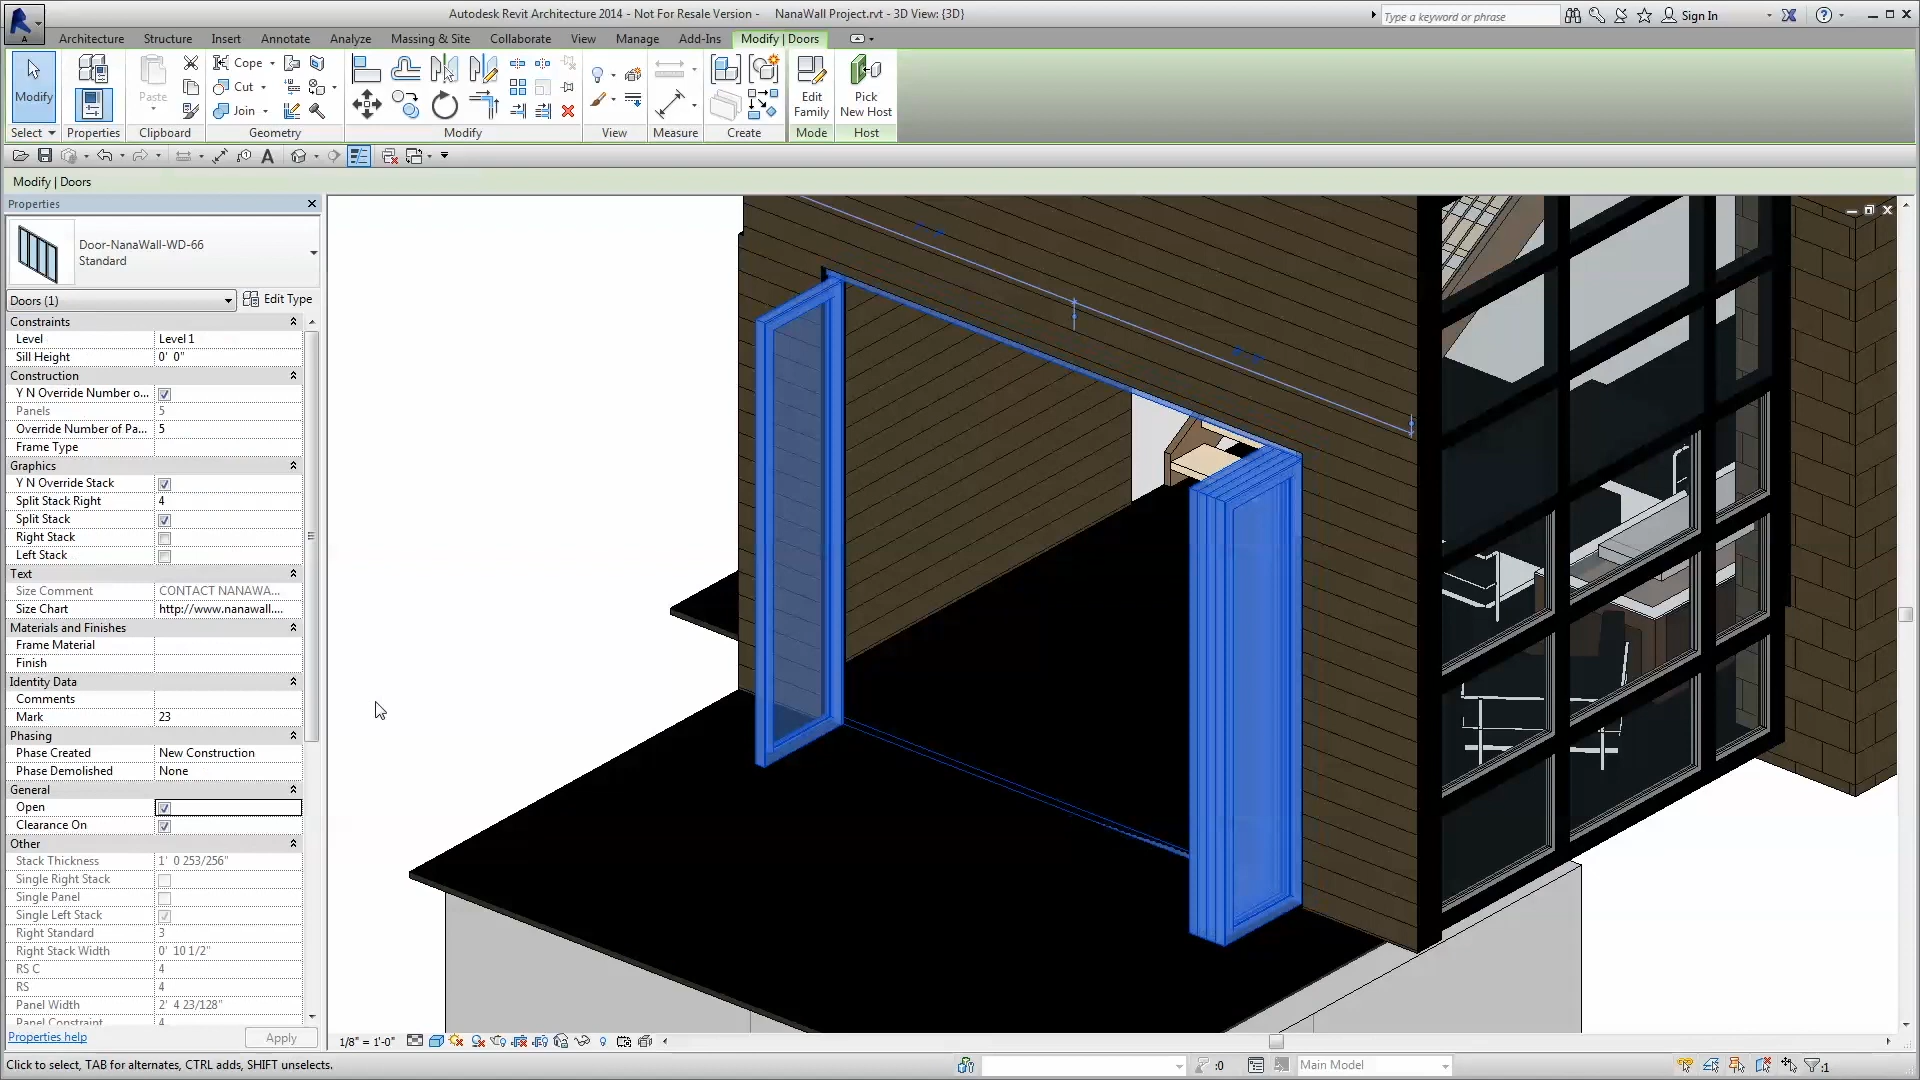 Autodesk Revit Architecture 2014 - Not For Resale Version - NanaWall Project.rvt - 3D View: {3D}
Type a keyword or phrase
Sign In
Architecture Structure Insert Annotate Analyze Massing & Site Collaborate View Manage Add-Ins Modify | Doors
Modify
Paste
Cope
Cut
Join
Edit Family
Pick New Host
Select Properties Clipboard Geometry Modify View Measure Create Mode Host
Modify | Doors
Properties
Door-NanaWall-WD-66
Standard
Doors (1) Edit Type
Constraints
Level Level 1
Sill Height 0' 0"
Construction
Y N Override Number o...
Panels 5
Override Number of Pa... 5
Frame Type
Graphics
Y N Override Stack
Split Stack Right 4
Split Stack
Right Stack
Left Stack
Text
Size Comment CONTACT NANAWA...
Size Chart http://www.nanawall....
Materials and Finishes
Frame Material
Finish
Identity Data
Comments
Mark 23
Phasing
Phase Created New Construction
Phase Demolished None
General
Open
Clearance On
Other
Stack Thickness 1' 0 253/256"
Single Right Stack
Single Panel
Single Left Stack
Right Standard 3
Right Stack Width 0' 10 1/2"
RS C 4
RS 4
Panel Width 2' 4 23/128"
Panel Constraint 4
Properties help Apply
1/8" = 1'-0"
Click to select, TAB for alternates, CTRL adds, SHIFT unselects.
:0
Main Model
:1